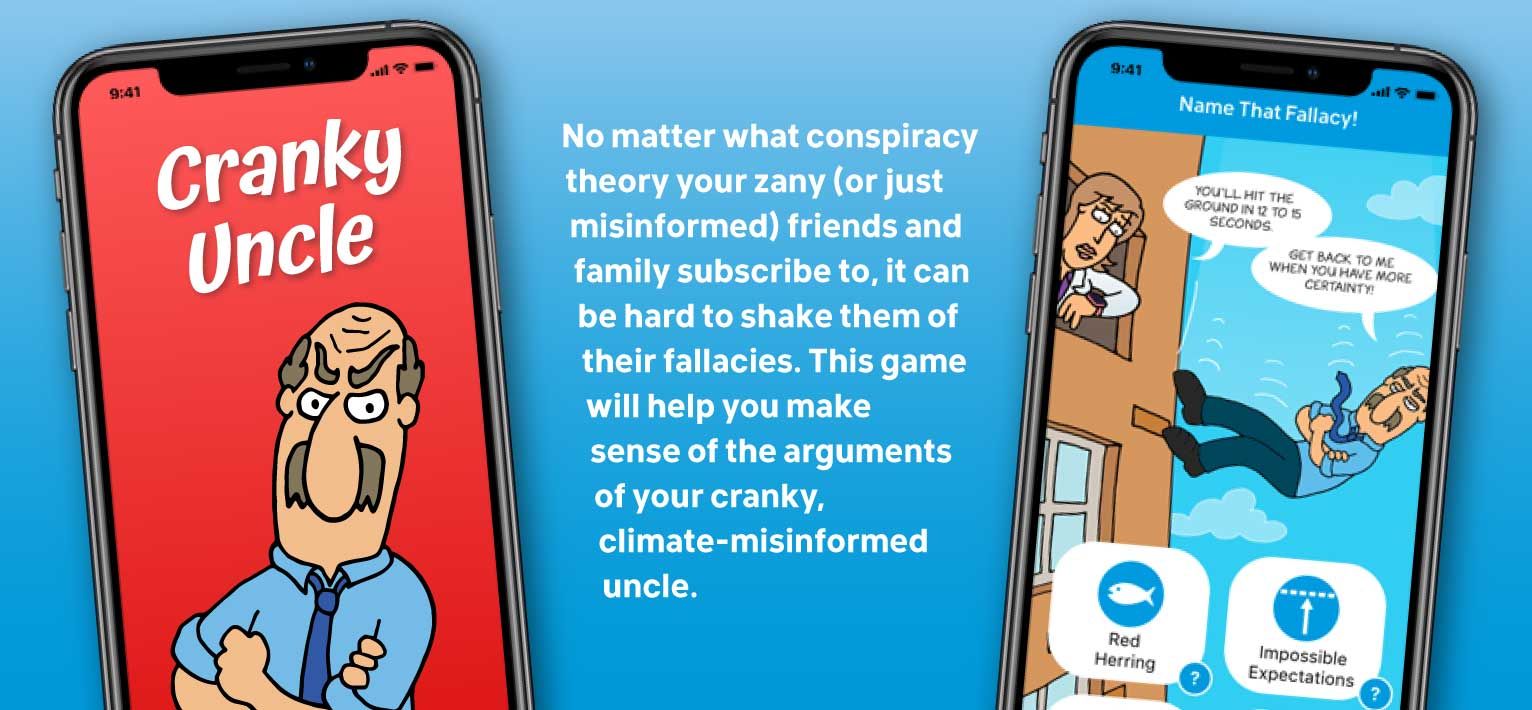 9:41
Cranky
Uncle
No matter what conspiracy
theory your zany (or just
misinformed) friends and
family subscribe to, it can
be hard to shake them of
their fallacies. This game
will help you make
sense of the arguments
of your cranky,
climate-misinformed
uncle.
9:41
Name That Fallacy!
YOU'LL HIT THE
GROUND IN 12 TO 15
SECONDS.
GET BACK TO ME
WHEN YOU HAVE MORE
CERTAINTY!
Red
Herring
?
Impossible
Expectations
?